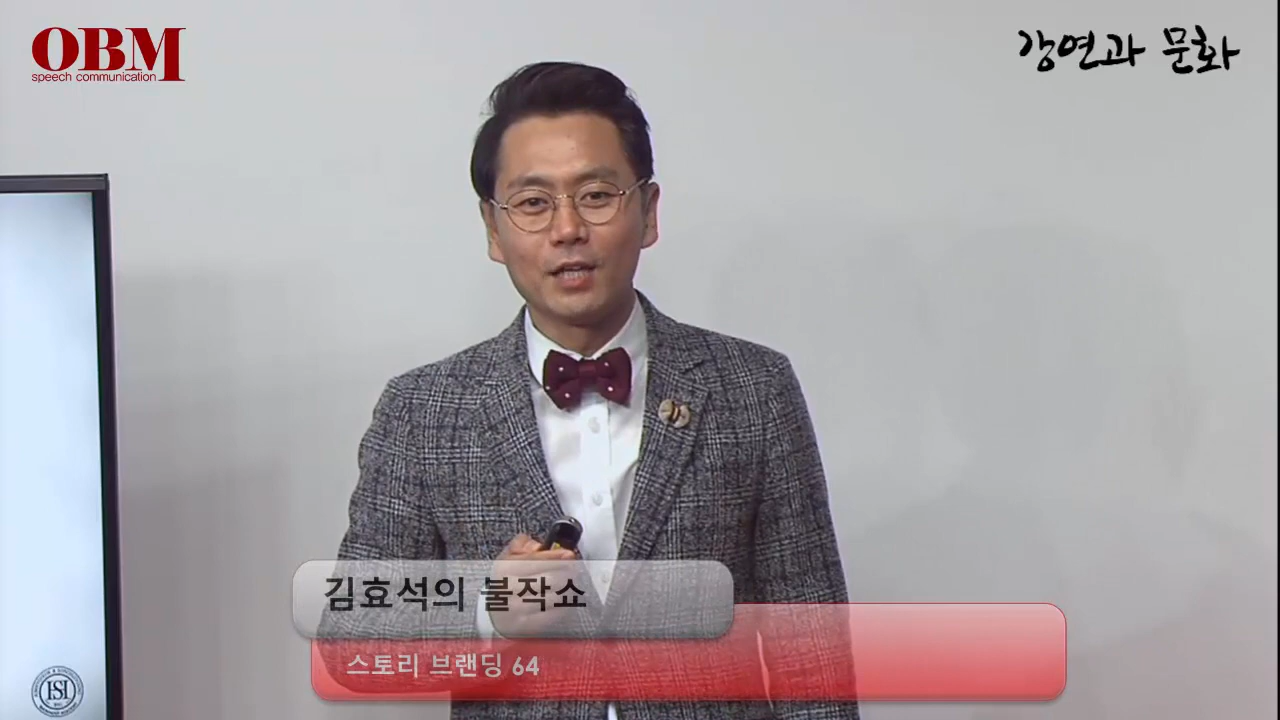 OBM
speech communication
강연과 문화
김효석의 불작쇼
스토리 브랜딩 64
ISI